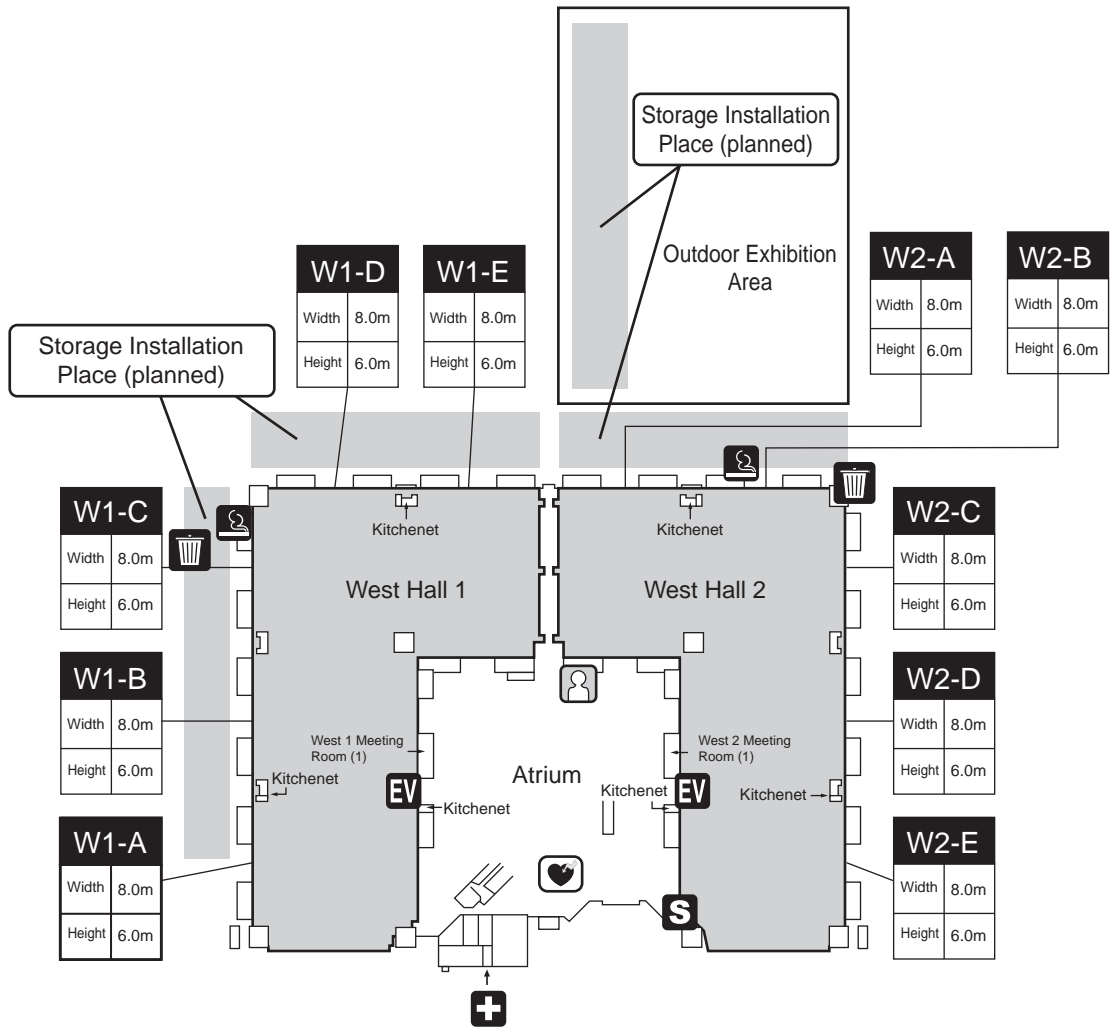 Storage Installation
Place (planned)
Outdoor Exhibition
Area
W1-D
Width 8.0m
Height 6.0m
W1-E
Width 8.0m
Height 6.0m
W2-A
Width 8.0m
Height 6.0m
W2-B
Width 8.0m
Height 6.0m
Storage Installation
Place (planned)
W1-C
Width 8.0m
Height 6.0m
Kitchenet
Kitchenet
W2-C
Width 8.0m
Height 6.0m
West Hall 1
West Hall 2
W1-B
Width 8.0m
Height 6.0m
W2-D
Width 8.0m
Height 6.0m
West 1 Meeting
Room (1)
West 2 Meeting
Room (1)
Atrium
Kitchenet
EV
Kitchenet
Kitchenet
EV
Kitchenet
W1-A
Width 8.0m
Height 6.0m
W2-E
Width 8.0m
Height 6.0m
S